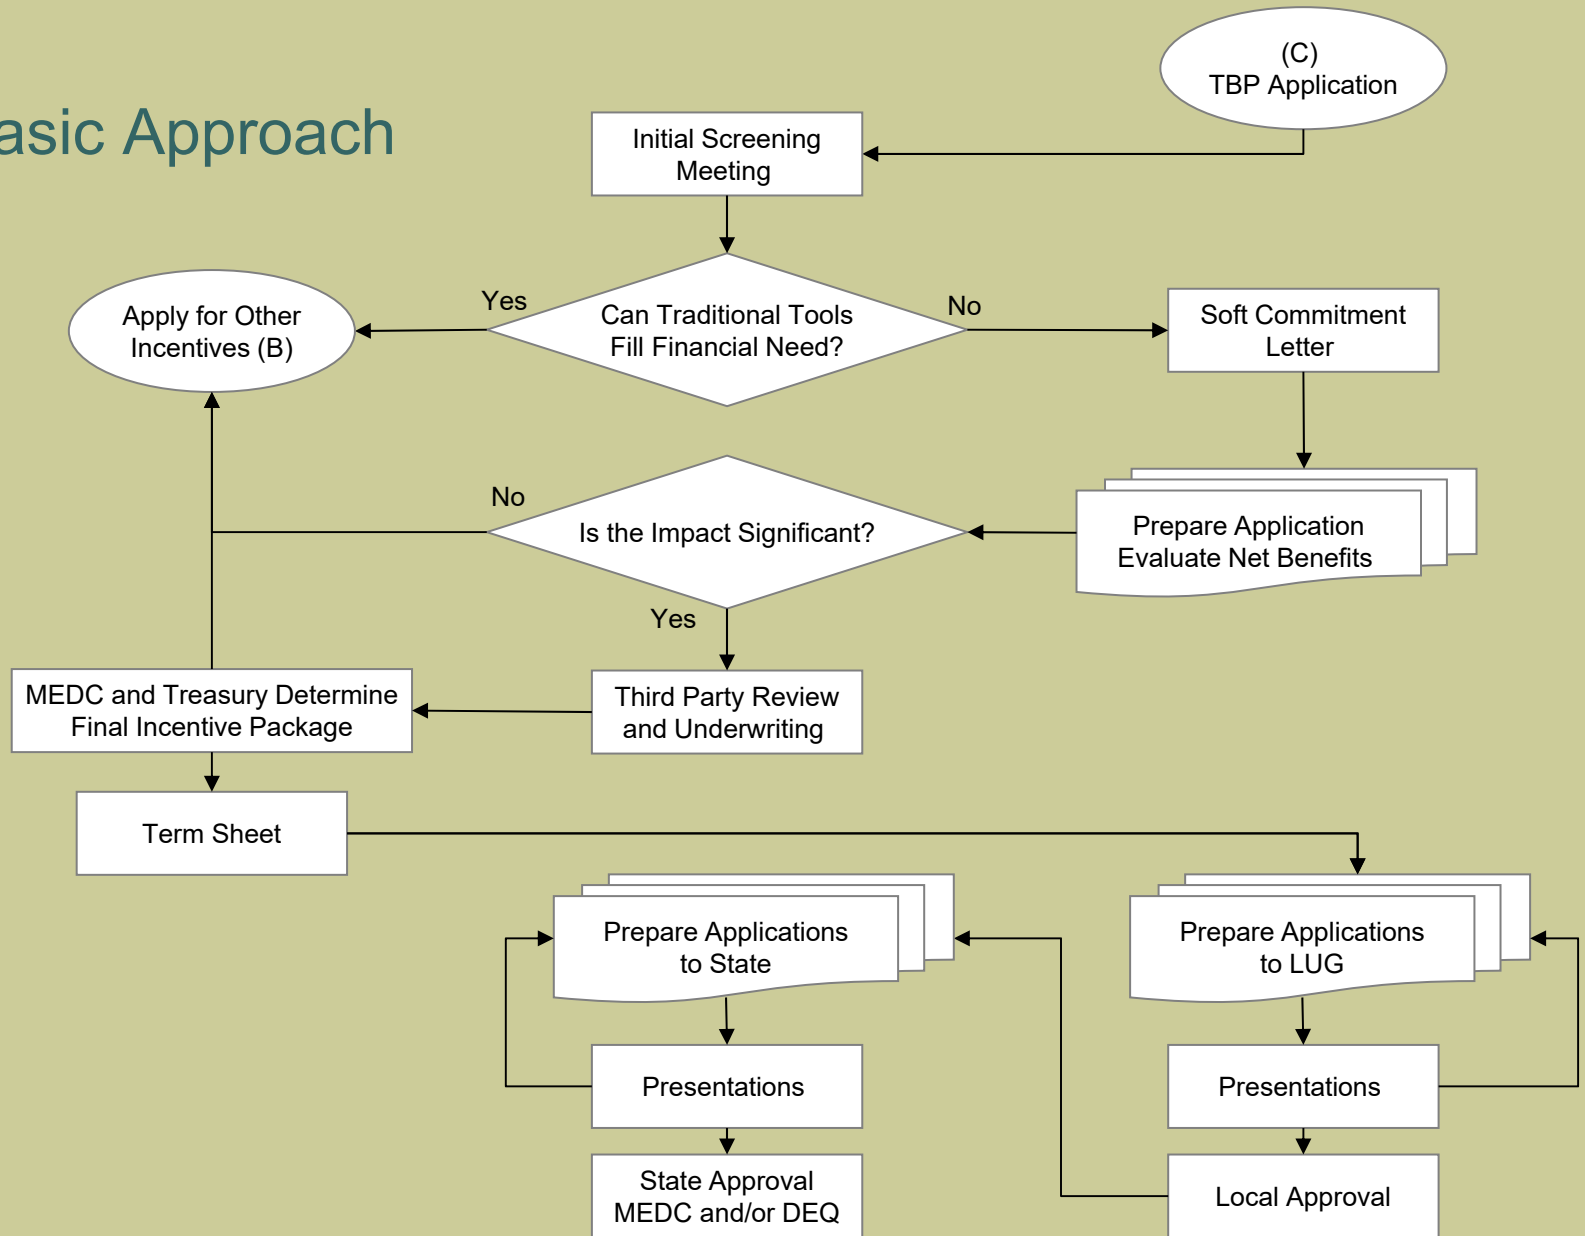 (C)
TBP Application
asic Approach
Initial Screening
Meeting
Yes
Can Traditional Tools
Fill Financial Need?
No
Apply for Other
Incentives (B)
Soft Commitment
Letter
No
Is the Impact Significant?
Yes
Prepare Application
Evaluate Net Benefits
MEDC and Treasury Determine
Final Incentive Package
Third Party Review
and Underwriting
Term Sheet
Prepare Applications
to State
Prepare Applications
to LUG
Presentations
Presentations
State Approval
MEDC and/or DEQ
Local Approval